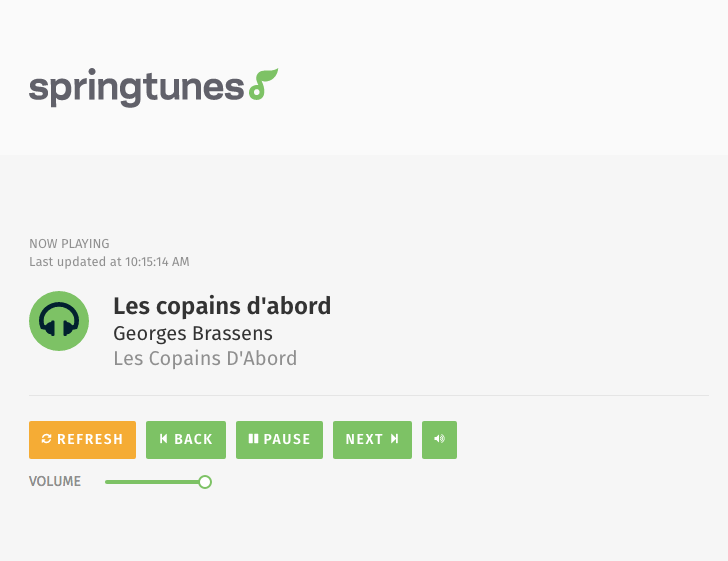 springtunes
NOW PLAYING
Last updated at 10:15:14 AM
Les copains d'abord
Georges Brassens
Les Copains D'Abord
REFRESH BACK PAUSE NEXT
VOLUME